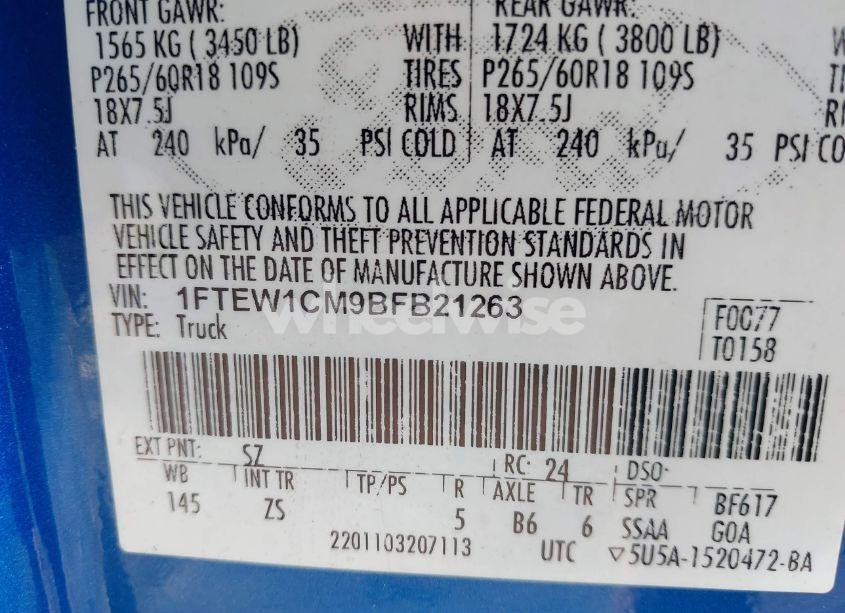 FRONT GAWR: REAR GAWR:
1565 KG ( 3450 LB) WITH 1724 KG ( 3800 LB)
P265/60R18 109S TIRES P265/60R18 109S
18X7.5J RIMS 18X7.5J
AT 240 kPa/ 35 PSI COLD AT 240 kPa/ 35 PSI CO
THIS VEHICLE CONFORMS TO ALL APPLICABLE FEDERAL MOTOR
VEHICLE SAFETY AND THEFT PREVENTION STANDARDS IN
EFFECT ON THE DATE OF MANUFACTURE SHOWN ABOVE.
VIN: 1FTEW1CM9BFB21263
wheelwise
TYPE: Truck
F0C77
T0158
EXT PNT: SZ RC: 24 DSO:
WB INT TR TP/PS R AXLE TR SPR BF617
145 ZS 5 B6 6 SSAA GOA
2201103207113 UTC ▽5U5A-1520472-BA